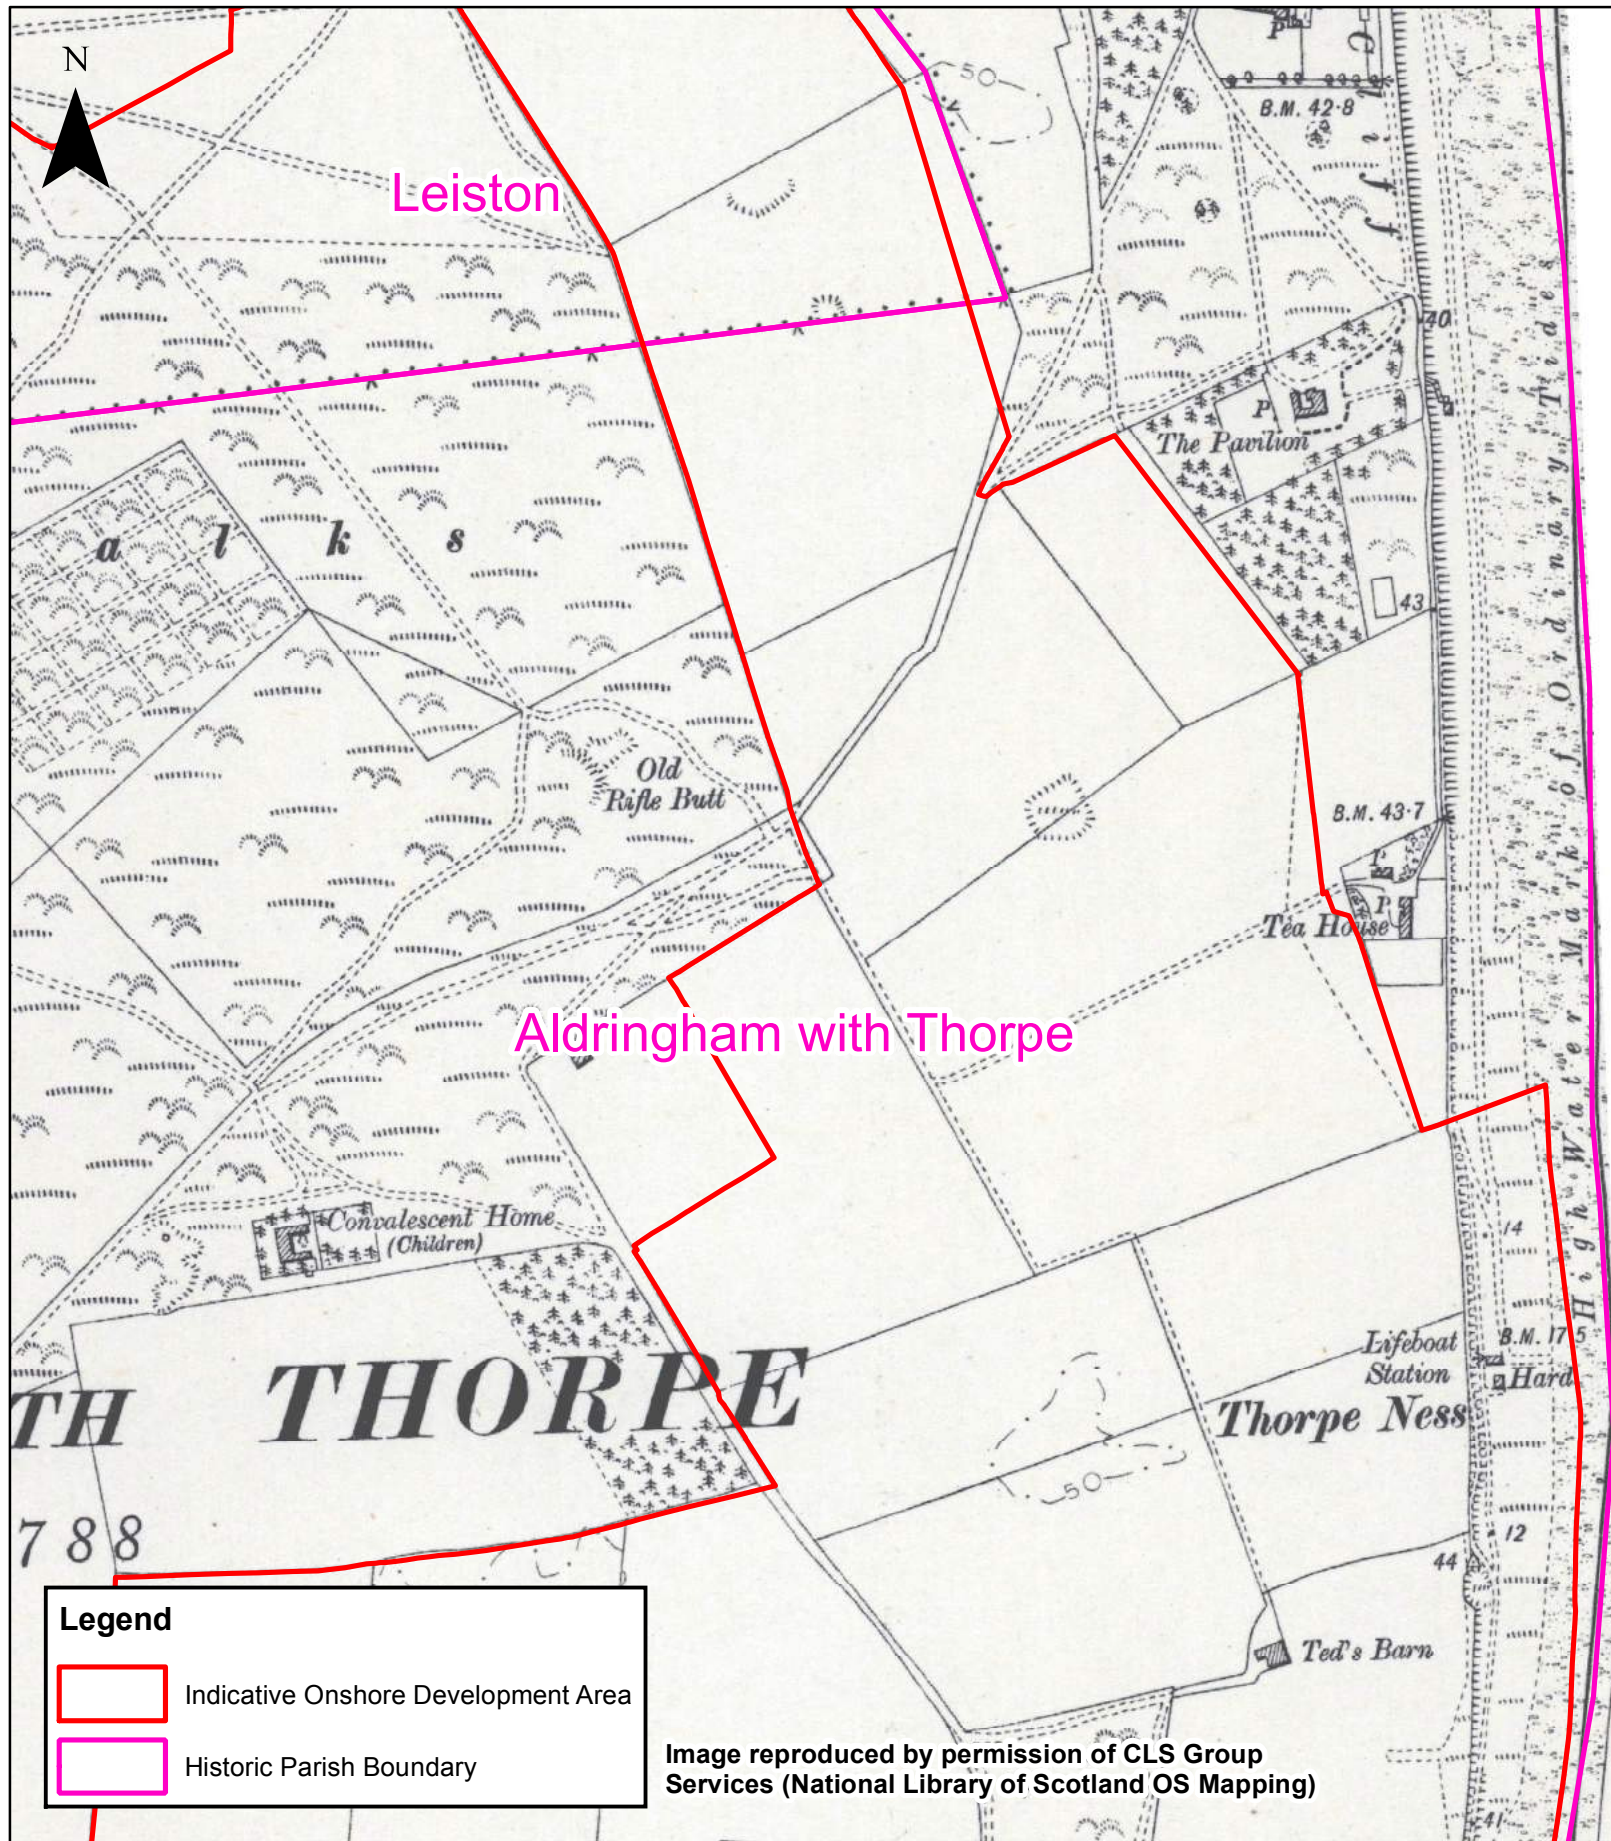 N
50
P
C
l
i
f
f
B.M. 42·8
Leiston
40
P
The Pavilion
a l k s
43
Old
Rifle Butt
B.M. 43·7
P
P
Tea House
Aldringham with Thorpe
High Water Mark of Ordinary Tides
14
Convalescent Home
(Children)
Lifeboat
Station
B.M. 17·5
Hard
TH THORPE
Thorpe Ness
50
788
12
44
Ted's Barn
41
Legend
Indicative Onshore Development Area
Historic Parish Boundary
Image reproduced by permission of CLS Group
Services (National Library of Scotland OS Mapping)